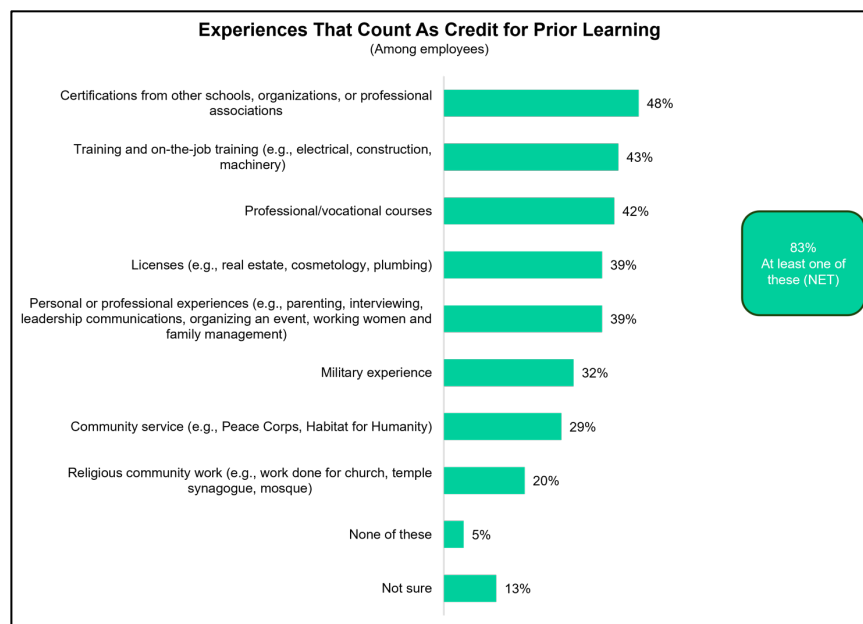 Experiences That Count As Credit for Prior Learning
(Among employees)
Certifications from other schools, organizations, or professional
associations
48%
Training and on-the-job training (e.g., electrical, construction,
machinery)
43%
Professional/vocational courses
42%
Licenses (e.g., real estate, cosmetology, plumbing)
39%
Personal or professional experiences (e.g., parenting, interviewing,
leadership communications, organizing an event, working women and
family management)
39%
Military experience
32%
Community service (e.g., Peace Corps, Habitat for Humanity)
29%
Religious community work (e.g., work done for church, temple
synagogue, mosque)
20%
None of these
5%
Not sure
13%
83%
At least one of
these (NET)